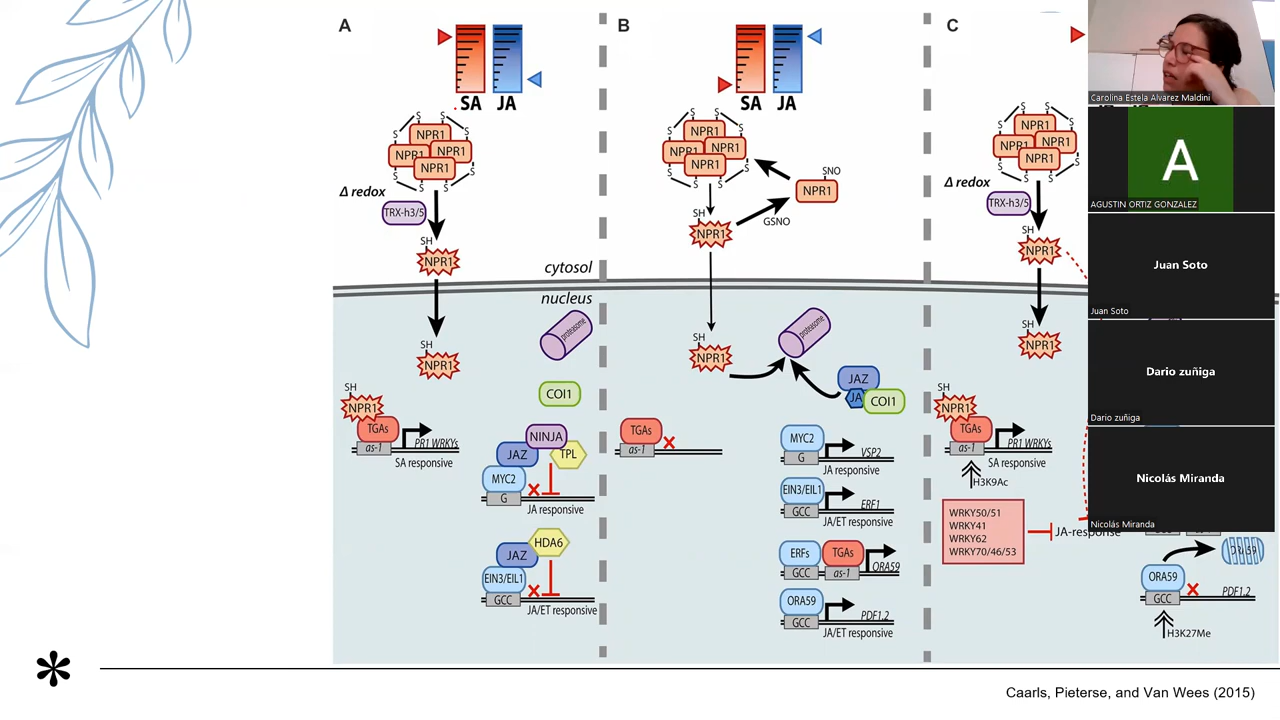 A
SA JA
S S
S S
NPR1
NPR1 NPR1
NPR1
S S
S S
Δ redox
TRX-h3/5
SH
NPR1
cytosol
nucleus
SH
NPR1
proteasome
COI1
SH
NPR1
TGAs
as-1
PR1 WRKYs
SA responsive
NINJA
JAZ
TPL
MYC2
G
JA responsive
HDA6
JAZ
EIN3/EIL1
GCC
JA/ET responsive
B
SA JA
S S
S S
NPR1
NPR1 NPR1
NPR1
S S
S S
SNO
NPR1
GSNO
SH
NPR1
SH
NPR1
proteasome
JAZ
JA
COI1
TGAs
as-1
MYC2
G
VSP2
JA responsive
EIN3/EIL1
GCC
ERF1
JA/ET responsive
ERFs
TGAs
GCC
as-1
ORA59
ORA59
GCC
PDF1.2
JA/ET responsive
C
S S
S S
NPR1
NPR1 NPR1
NPR1
S S
S S
Δ redox
TRX-h3/5
SH
NPR1
SH
NPR1
SH
NPR1
TGAs
as-1
PR1 WRKYs
SA responsive
H3K9Ac
WRKY50/51
WRKY41
WRKY62
WRKY70/46/53
JA-response
ORA59
GCC
PDF1.2
H3K27Me
Carolina Estela Alvarez Maldini
A
AGUSTIN ORTIZ GONZALEZ
Juan Soto
Juan Soto
Dario zuñiga
Dario zuñiga
Nicolás Miranda
Nicolás Miranda
Caarls, Pieterse, and Van Wees (2015)